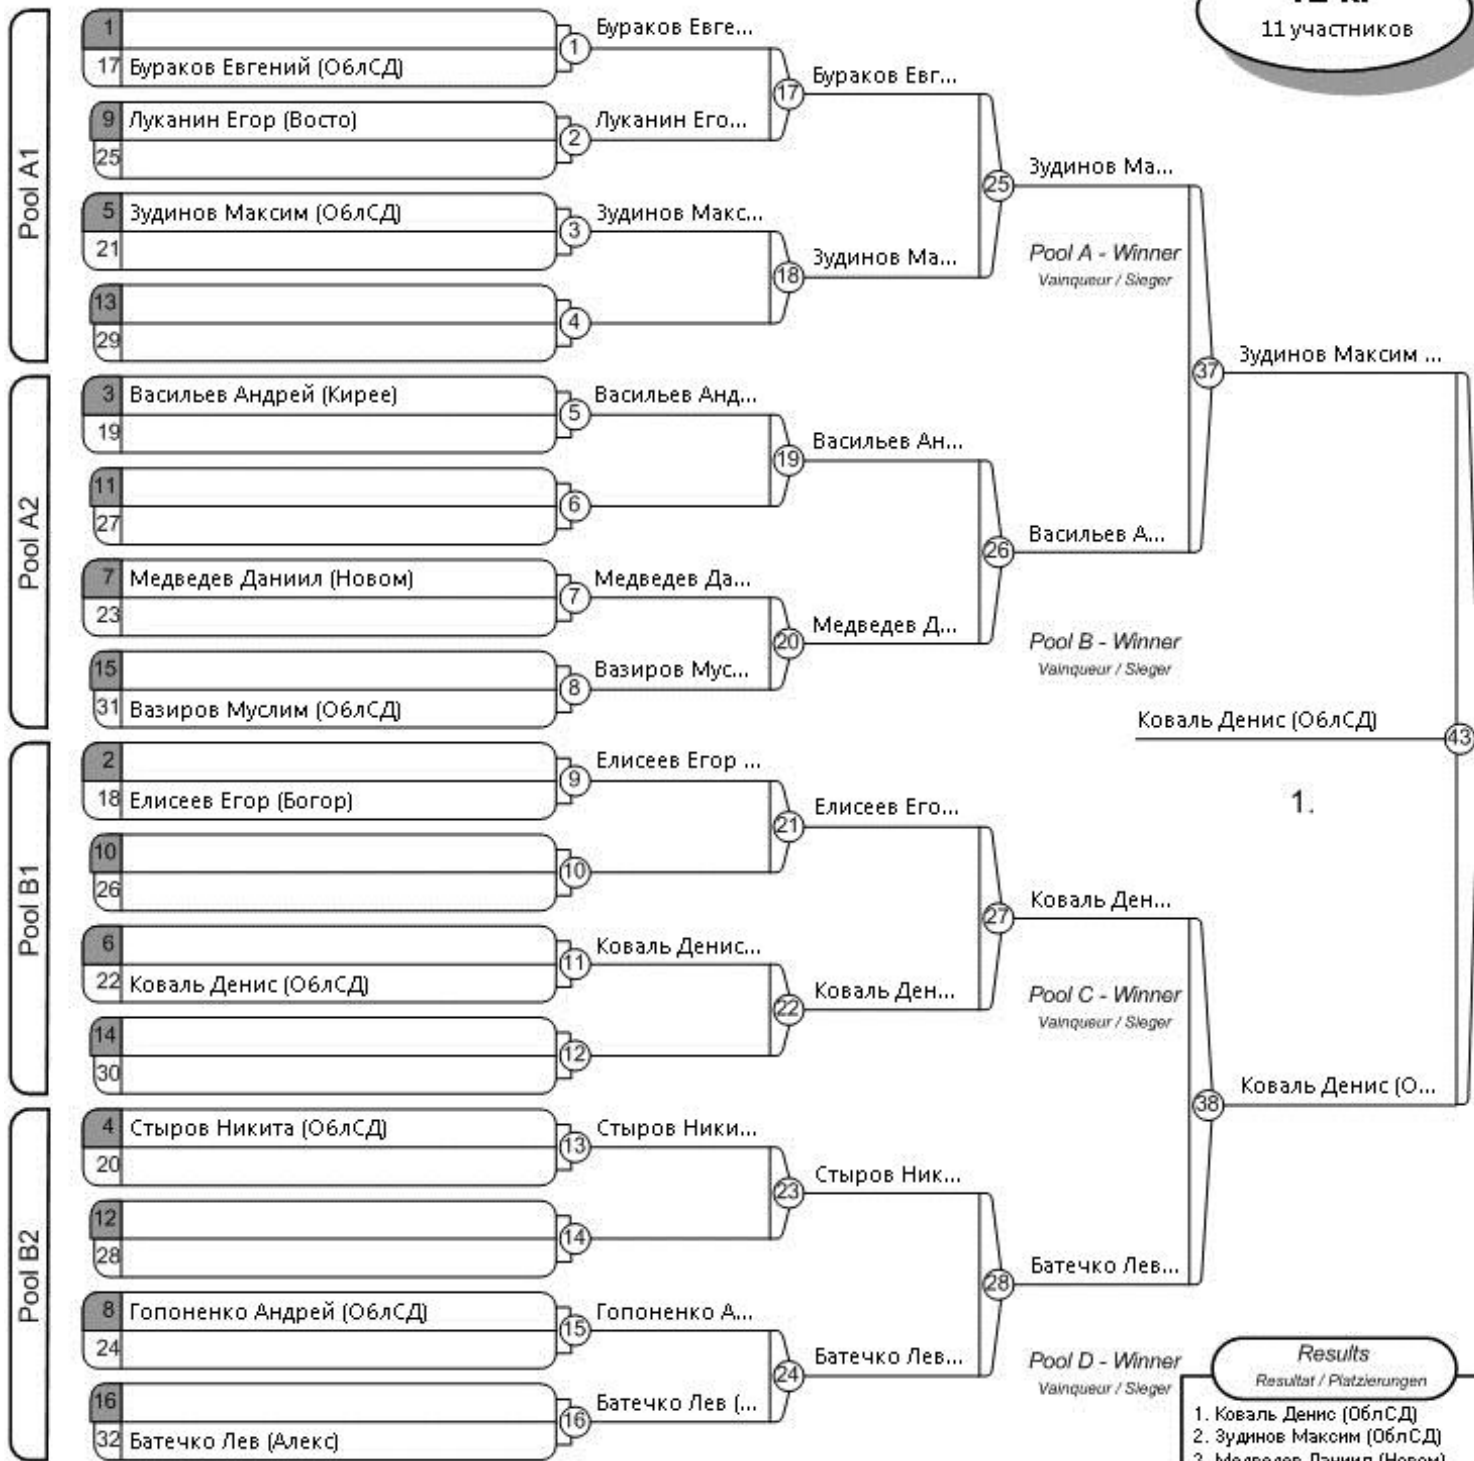 11 участников
Pool A1
1
17 Бураков Евгений (ОблСД)
9 Луканин Егор (Восто)
25
5 Зудинов Максим (ОблСД)
21
13
29
1 Бураков Евге...
2 Луканин Его...
3 Зудинов Макс...
4
17 Бураков Евг...
18 Зудинов Ма...
25 Зудинов Ма...
Pool A - Winner
Vainqueur / Sieger
Pool A2
3 Васильев Андрей (Кирее)
19
11
27
7 Медведев Даниил (Новом)
23
15
31 Вазиров Муслим (ОблСД)
5 Васильев Анд...
6
7 Медведев Да...
8 Вазиров Мус...
19 Васильев Ан...
20 Медведев Д...
26 Васильев А...
Pool B - Winner
Vainqueur / Sieger
37 Зудинов Максим ...
Pool B1
2
18 Елисеев Егор (Богор)
10
26
6
22 Коваль Денис (ОблСД)
14
30
9 Елисеев Егор ...
10
11 Коваль Денис...
12
21 Елисеев Его...
22 Коваль Ден...
27 Коваль Ден...
Pool C - Winner
Vainqueur / Sieger
Pool B2
4 Стыров Никита (ОблСД)
20
12
28
8 Гопоненко Андрей (ОблСД)
24
16
32 Батечко Лев (Алекс)
13 Стыров Ники...
14
15 Гопоненко А...
16 Батечко Лев (...
23 Стыров Ник...
24 Батечко Лев...
28 Батечко Лев...
Pool D - Winner
Vainqueur / Sieger
38 Коваль Денис (О...
Коваль Денис (ОблСД) 43
1.
Results
Resultat / Platzierungen
1. Коваль Денис (ОблСД)
2. Зудинов Максим (ОблСД)
3. Медведев Даниил (Новом)